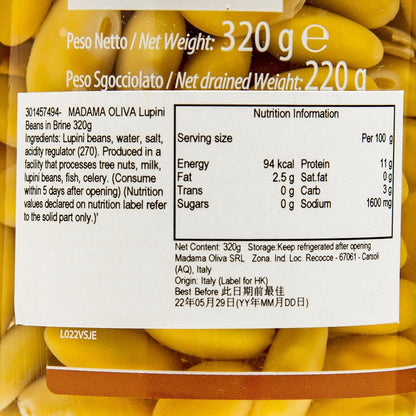 Peso Netto / Net Weight: 320 g e
Peso Sgocciolato / Net drained Weight: 220 g
301457494- MADAMA OLIVA Lupini
Beans in Brine 320g
Ingredients: Lupini beans, water, salt,
acidity regulator (270). Produced in a
facility that processes tree nuts, milk,
lupini beans, fish, celery. (Consume
within 5 days after opening) (Nutrition
values declared on nutrition label refer
to the solid part only.)'
Nutrition Information
Serving size Per 100 g
Energy 94 kcal Protein 11 g
Fat 2.5 g Sat.fat 0 g
Trans 0 g Carb 3 g
Sugars 0 g Sodium 1600 mg
Net Content: 320g Storage:Keep refrigerated after opening
Madama Oliva SRL Zona. Ind. Loc. Recocce - 67061 - Carsoli
(AQ), Italy
Origin: Italy (Label for HK)
Best Before 此日期前最佳
22年05月29日(YY年MM月DD日)
L022VSJE